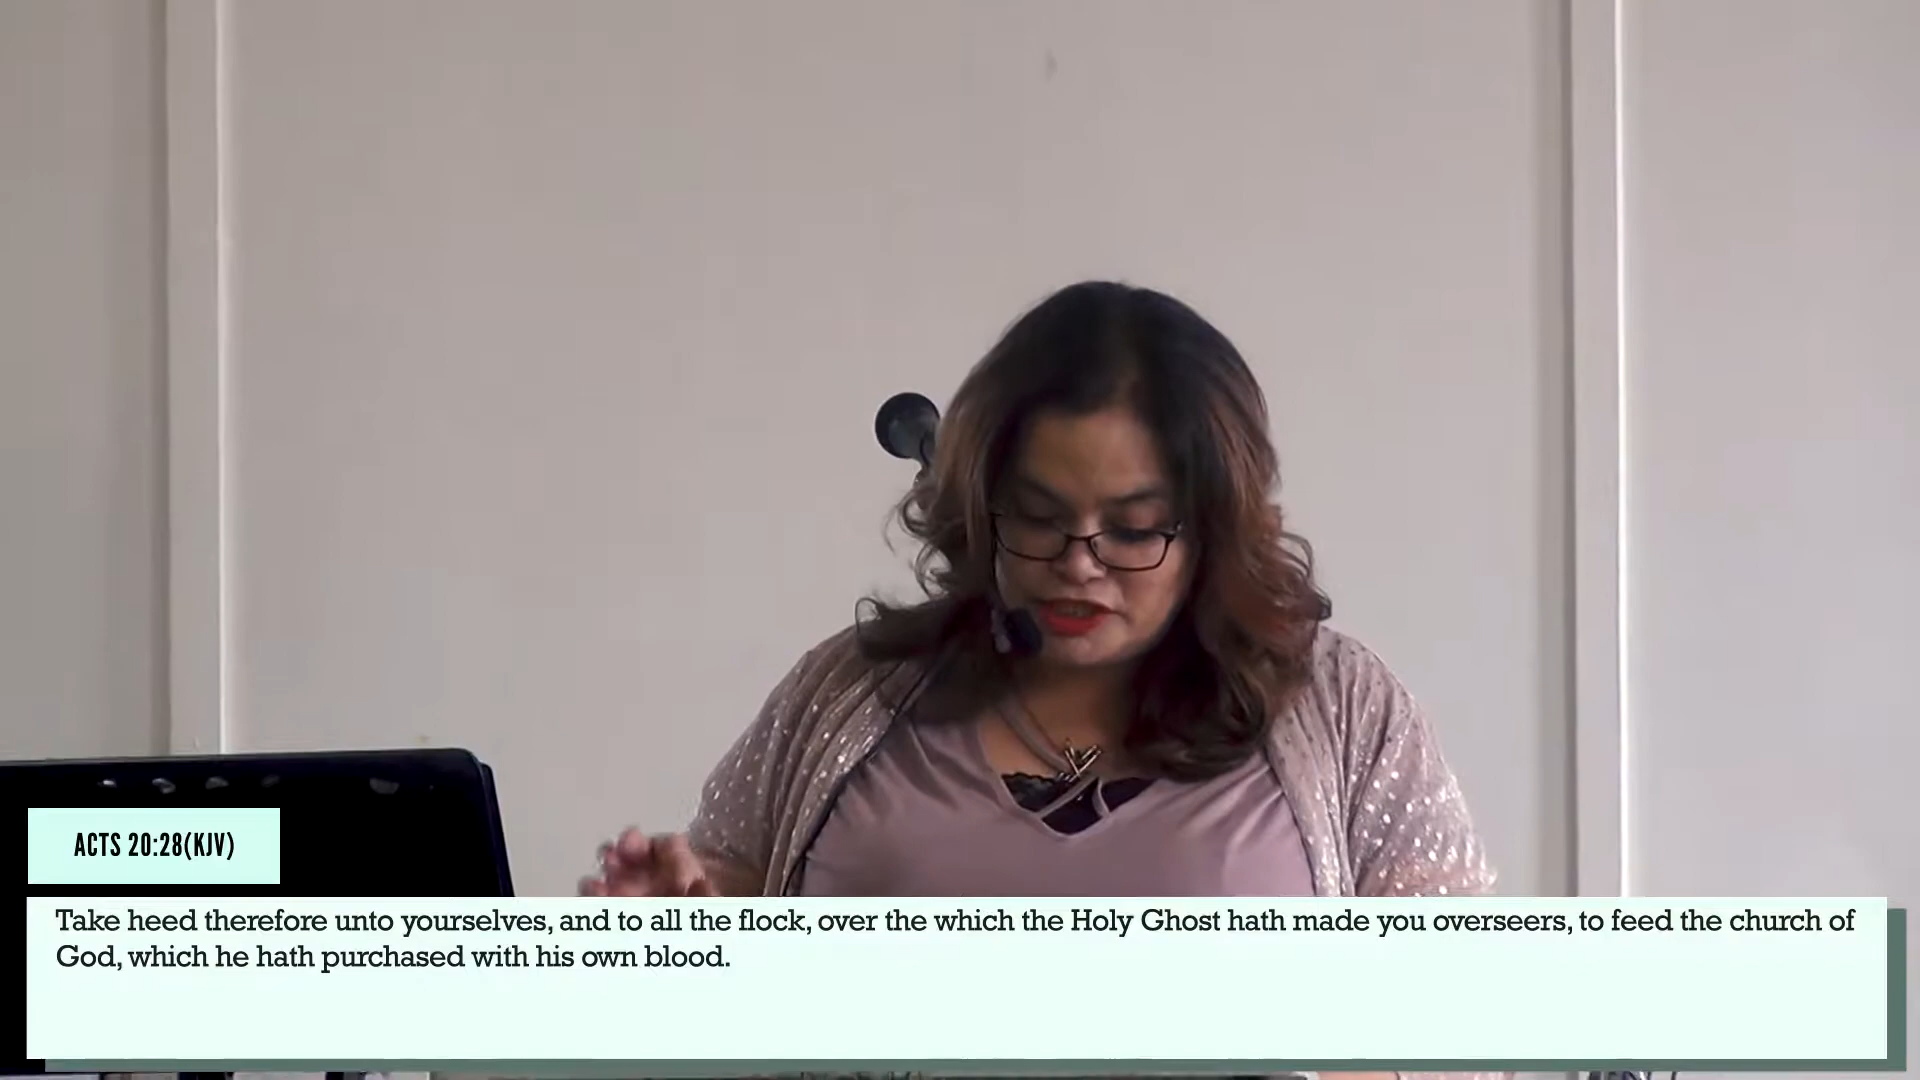 ACTS 20:28(KJV)
Take heed therefore unto yourselves, and to all the flock, over the which the Holy Ghost hath made you overseers, to feed the church of
God, which he hath purchased with his own blood.